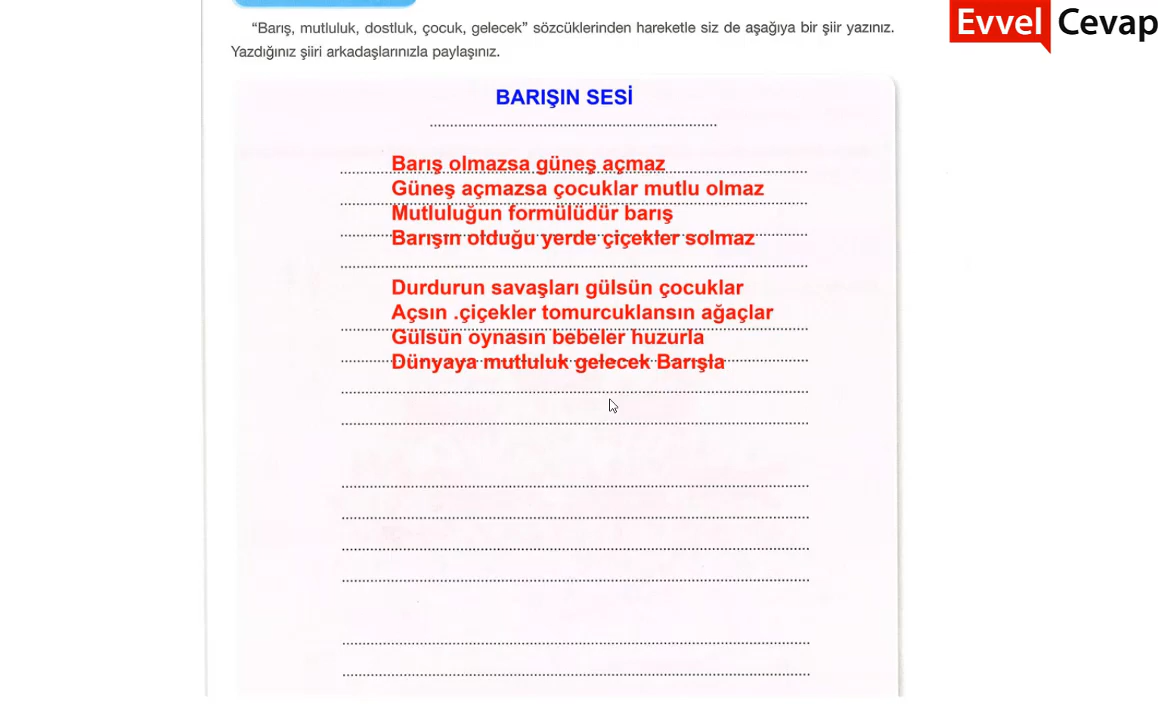 Evvel Cevap
"Barış, mutluluk, dostluk, çocuk, gelecek" sözcüklerinden hareketle siz de aşağıya bir şiir yazınız.
Yazdığınız şiiri arkadaşlarınızla paylaşınız.
BARIŞIN SESİ
Barış olmazsa güneş açmaz
Güneş açmazsa çocuklar mutlu olmaz
Mutluluğun formülüdür barış
Barışın olduğu yerde çiçekler solmaz
Durdurun savaşları gülsün çocuklar
Açsın .çiçekler tomurcuklansın ağaçlar
Gülsün oynasın bebeler huzurla
Dünyaya mutluluk gelecek Barışla